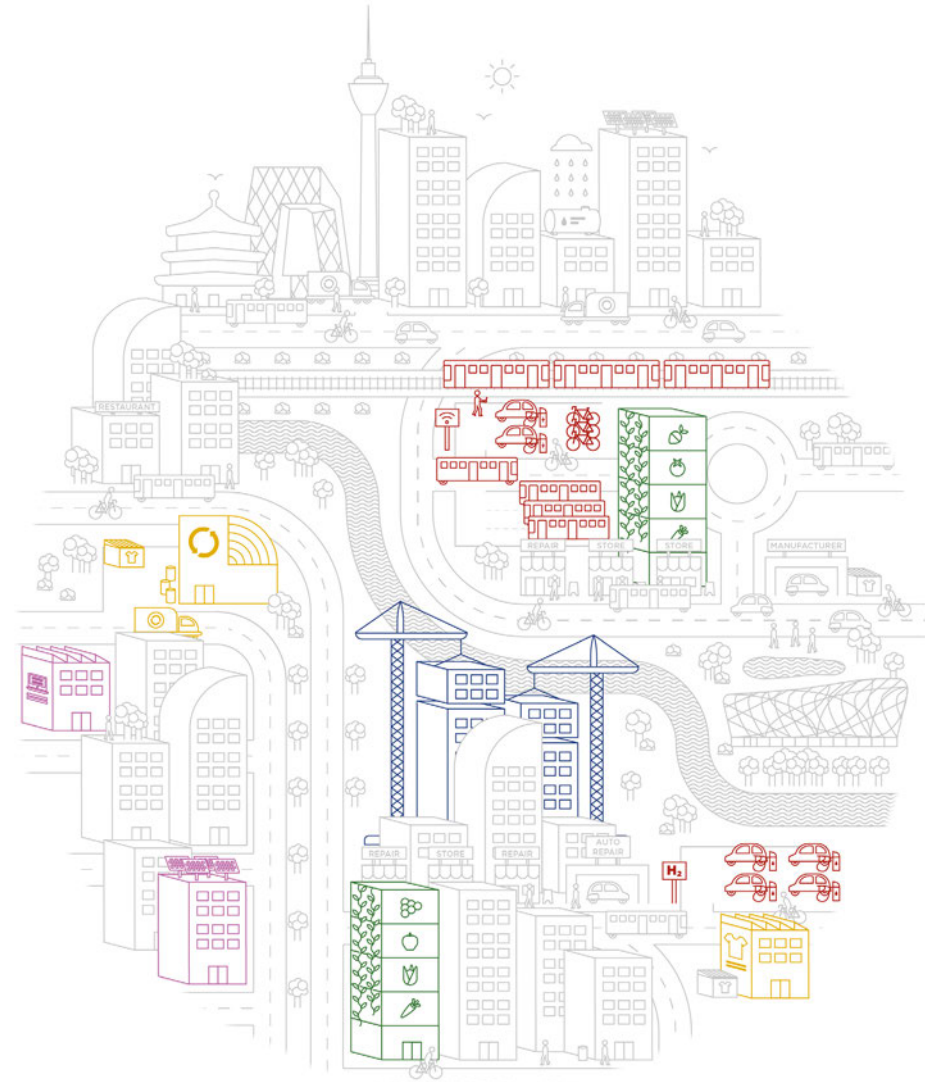 RESTAURANT
REPAIR
STORE
STORE
MANUFACTURER
REPAIR
STORE
REPAIR
AUTO
REPAIR
H₂